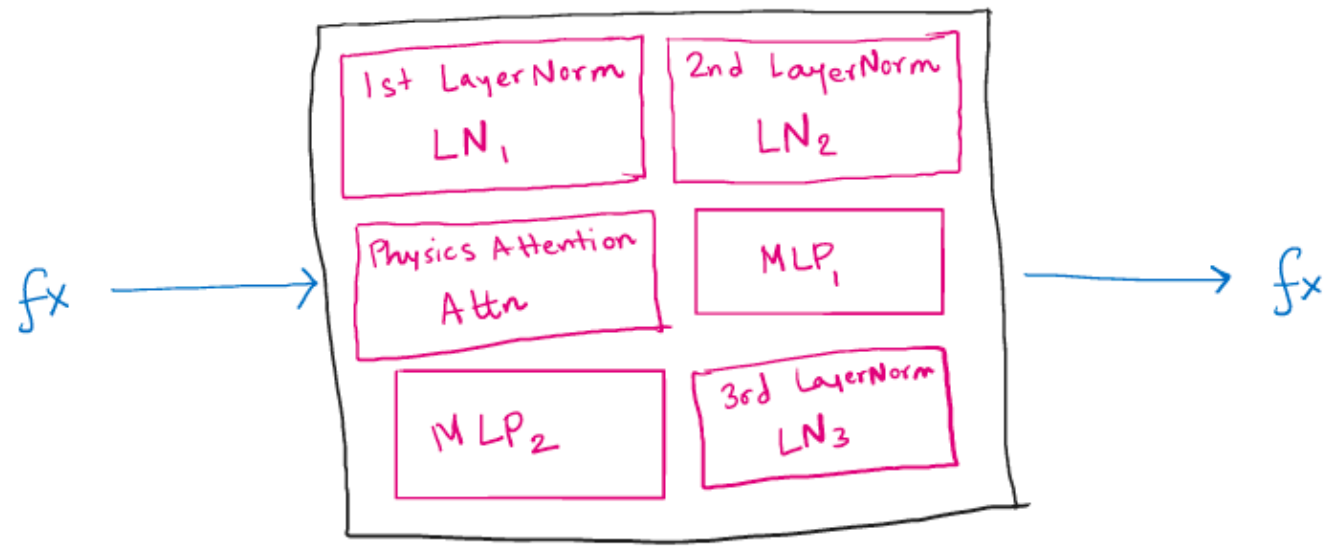 1st LayerNorm
LN1
2nd LayerNorm
LN2
fx
Physics Attention
Attn
MLP1
fx
MLP2
3rd LayerNorm
LN3